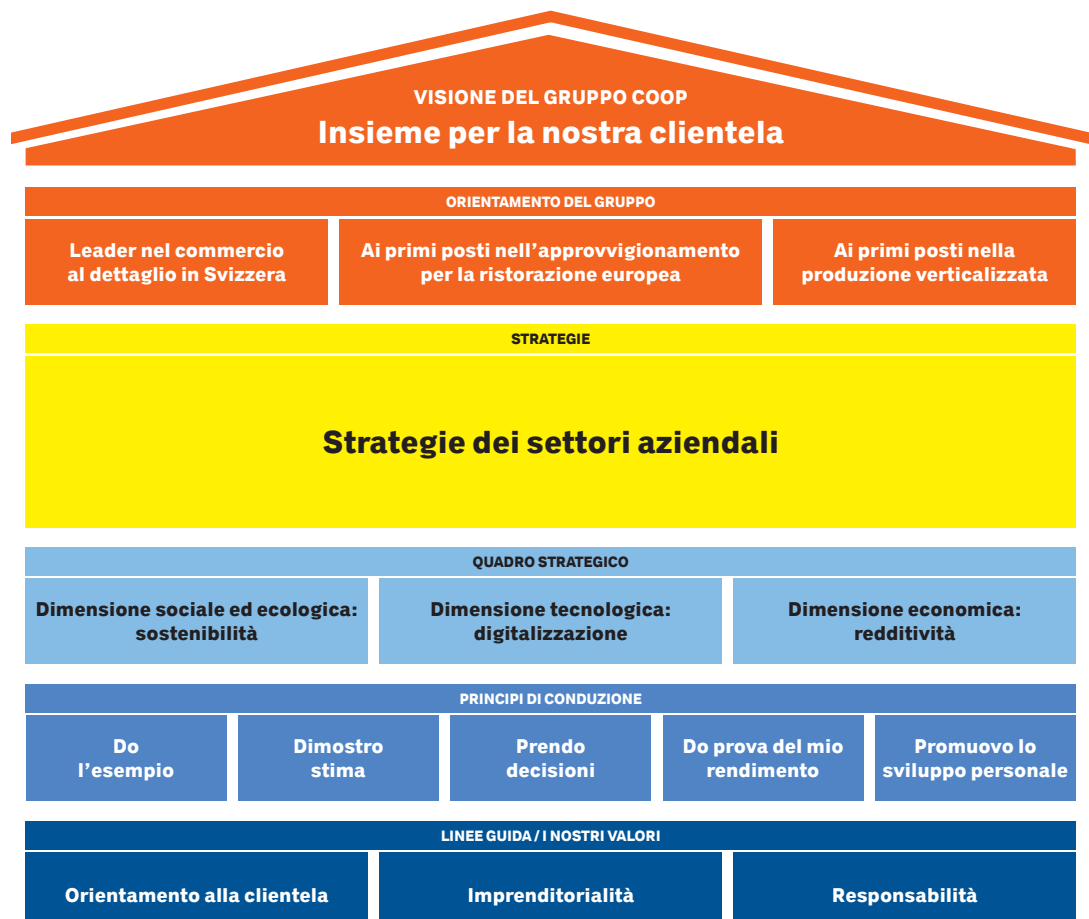 VISIONE DEL GRUPPO COOP
Insieme per la nostra clientela
ORIENTAMENTO DEL GRUPPO
Leader nel commercio
al dettaglio in Svizzera
Ai primi posti nell’approvvigionamento
per la ristorazione europea
Ai primi posti nella
produzione verticalizzata
STRATEGIE
Strategie dei settori aziendali
QUADRO STRATEGICO
Dimensione sociale ed ecologica:
sostenibilità
Dimensione tecnologica:
digitalizzazione
Dimensione economica:
redditività
PRINCIPI DI CONDUZIONE
Do
l’esempio
Dimostro
stima
Prendo
decisioni
Do prova del mio
rendimento
Promuovo lo
sviluppo personale
LINEE GUIDA / I NOSTRI VALORI
Orientamento alla clientela
Imprenditorialità
Responsabilità